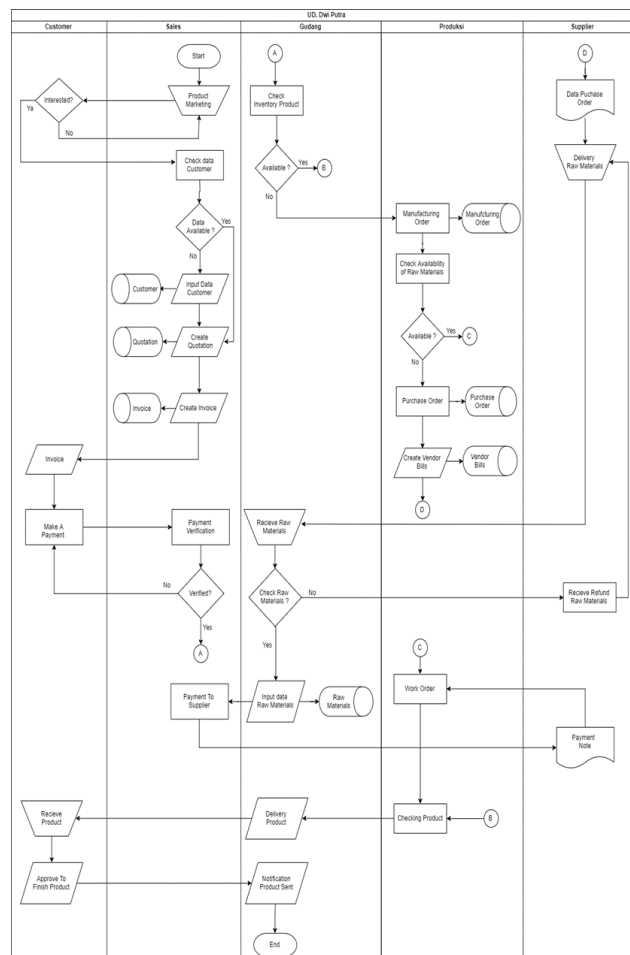 UD. Dwi Putra
Customer
Sales
Gudang
Produksi
Supplier
Start
A
D
Interested?
Ya
No
Product
Marketing
Check
Inventory Product
Data Puchase
Order
Check data
Customer
Available ?
Yes
B
No
Delivery
Raw Materials
Data
Available ?
Yes
No
Manufacturing
Order
Manufcturing
Order
Customer
Input Data
Customer
Check Availability
of Raw Materials
Quotation
Create
Quotation
Available ?
Yes
C
No
Invoice
Create Invoice
Purchase Order
Purchase
Order
Invoice
Create Vendor
Bills
Vendor
Bills
D
Make A
Payment
Payment
Verification
Recieve Raw
Materials
No
Verified?
Yes
Check Raw
Materials ?
No
Yes
Recieve Refund
Raw Materials
A
C
Payment To
Supplier
Input data
Raw Materials
Raw
Materials
Work Order
Payment
Note
Recieve
Product
Delivery
Product
Checking Product
B
Approve To
Finish Product
Notification
Product Sent
End